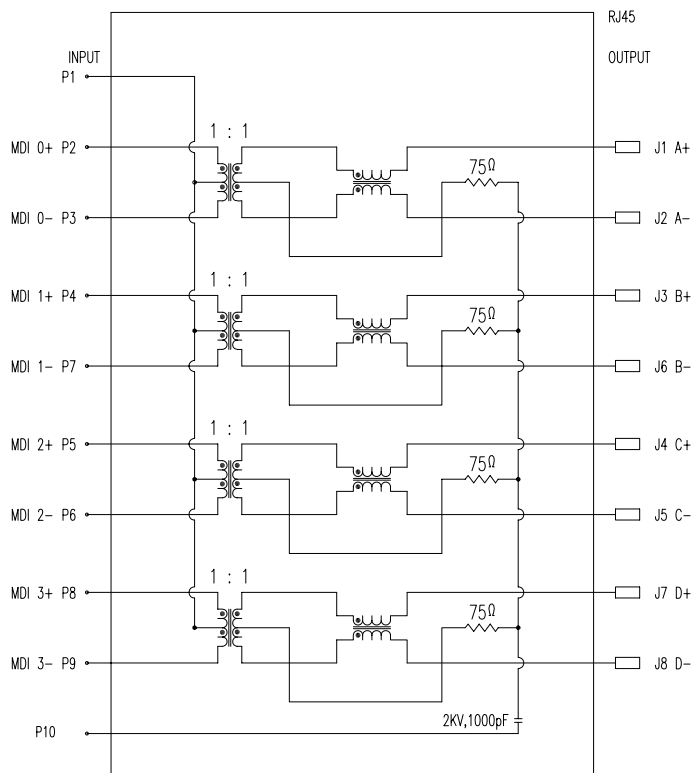 RJ45
INPUT OUTPUT
P1
1 : 1
MDI 0+ P2 J1 A+
75Ω
MDI 0- P3 J2 A-
1 : 1
MDI 1+ P4 J3 B+
75Ω
MDI 1- P7 J6 B-
1 : 1
MDI 2+ P5 J4 C+
75Ω
MDI 2- P6 J5 C-
1 : 1
MDI 3+ P8 J7 D+
75Ω
MDI 3- P9 J8 D-
2KV,1000pF
P10